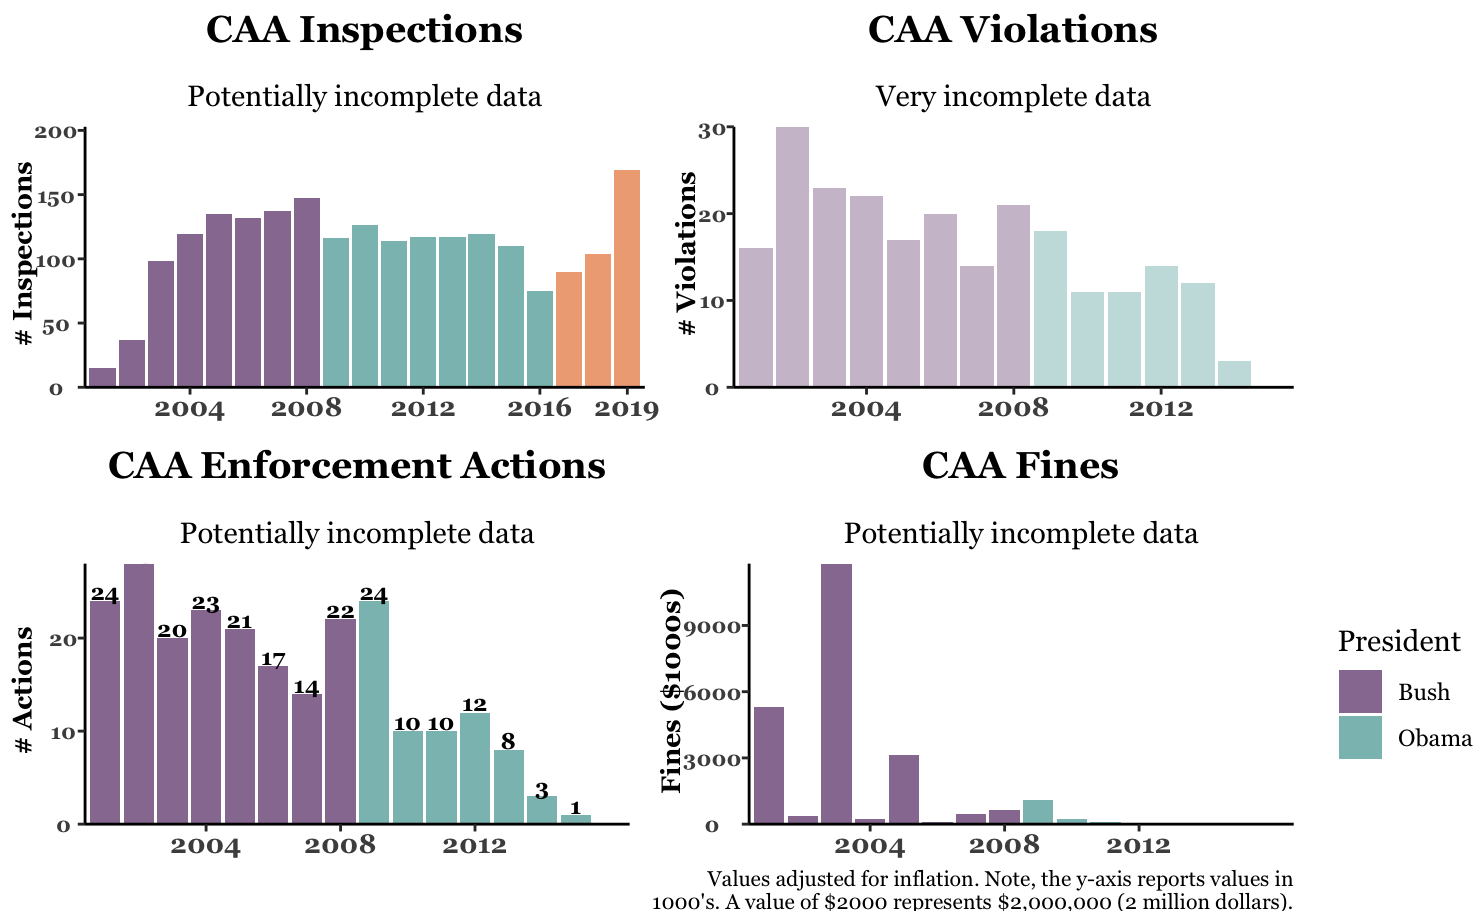 CAA Inspections
Potentially incomplete data
# Inspections
200
150
100
50
0
2004 2008 2012 2016 2019
CAA Violations
Very incomplete data
# Violations
30
20
10
0
2004 2008 2012
CAA Enforcement Actions
Potentially incomplete data
# Actions
20
10
0
24
20
23
21
17
14
22
24
10
10
12
8
3
1
2004 2008 2012
CAA Fines
Potentially incomplete data
Fines ($1000s)
9000
6000
3000
0
2004 2008 2012
President
Bush
Obama
Values adjusted for inflation. Note, the y-axis reports values in
1000's. A value of $2000 represents $2,000,000 (2 million dollars).